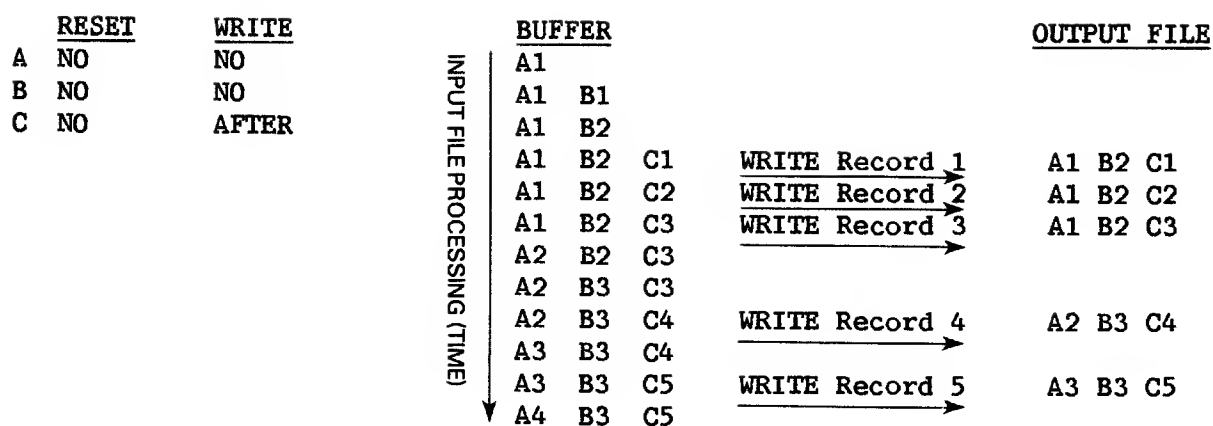 RESET WRITE BUFFER OUTPUT FILE
A NO NO A1
B NO NO A1 B1
C NO AFTER A1 B2
A1 B2 C1 WRITE Record 1 A1 B2 C1
A1 B2 C2 WRITE Record 2 A1 B2 C2
A1 B2 C3 WRITE Record 3 A1 B2 C3
A2 B2 C3
A2 B3 C3
A2 B3 C4 WRITE Record 4 A2 B3 C4
A3 B3 C4
A3 B3 C5 WRITE Record 5 A3 B3 C5
A4 B3 C5
INPUT FILE PROCESSING (TIME)